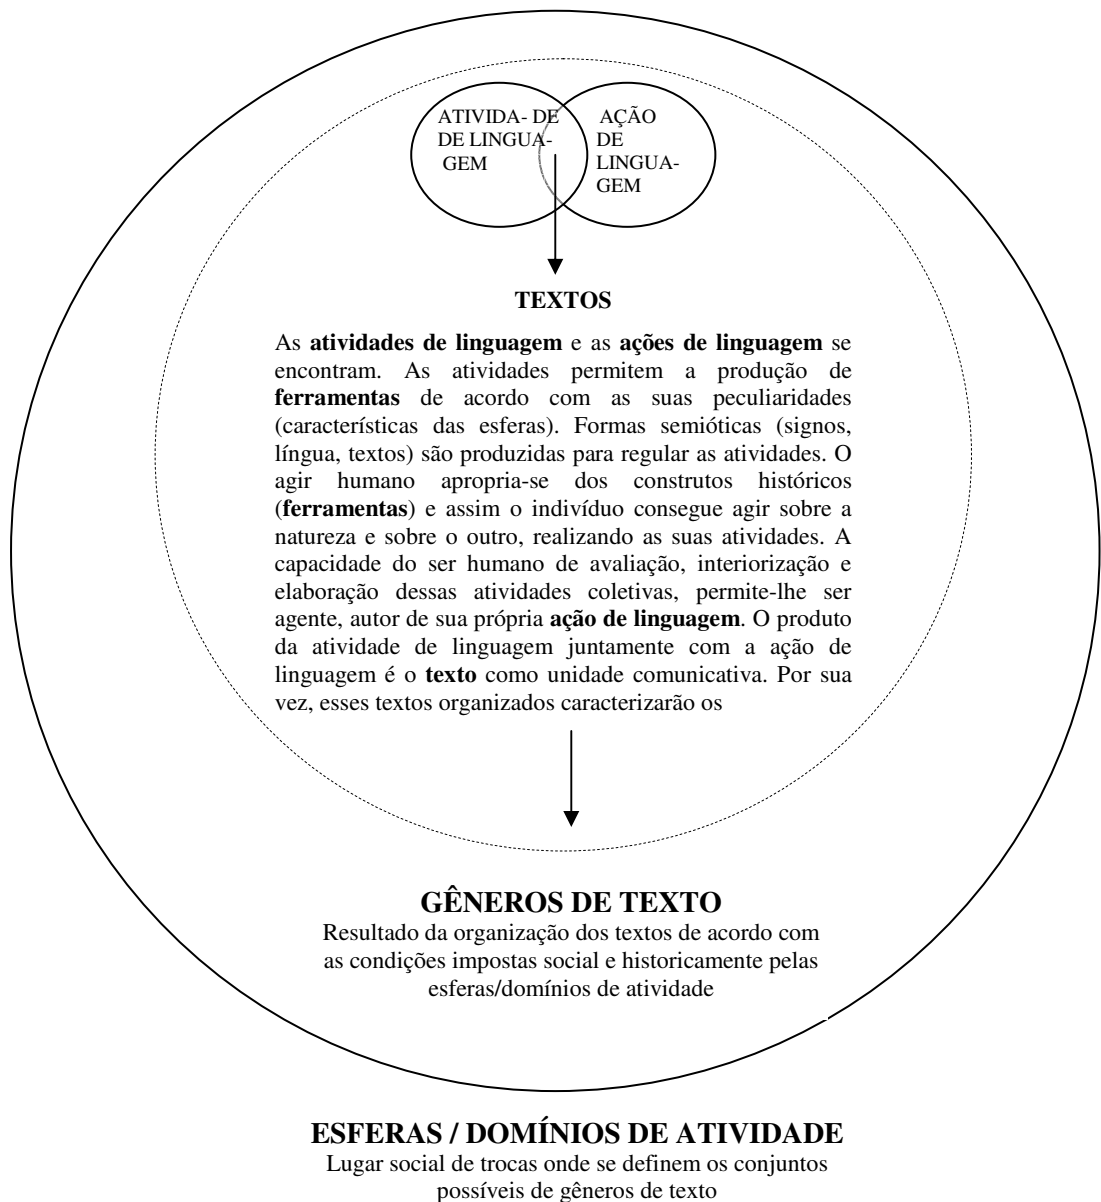 ATIVIDA- DE
DE LINGUA-
GEM
AÇÃO
DE
LINGUA-
GEM
TEXTOS
As atividades de linguagem e as ações de linguagem se
encontram. As atividades permitem a produção de
ferramentas de acordo com as suas peculiaridades
(características das esferas). Formas semióticas (signos,
língua, textos) são produzidas para regular as atividades. O
agir humano apropria-se dos construtos históricos
(ferramentas) e assim o indivíduo consegue agir sobre a
natureza e sobre o outro, realizando as suas atividades. A
capacidade do ser humano de avaliação, interiorização e
elaboração dessas atividades coletivas, permite-lhe ser
agente, autor de sua própria ação de linguagem. O produto
da atividade de linguagem juntamente com a ação de
linguagem é o texto como unidade comunicativa. Por sua
vez, esses textos organizados caracterizarão os
GÊNEROS DE TEXTO
Resultado da organização dos textos de acordo com
as condições impostas social e historicamente pelas
esferas/domínios de atividade
ESFERAS / DOMÍNIOS DE ATIVIDADE
Lugar social de trocas onde se definem os conjuntos
possíveis de gêneros de texto